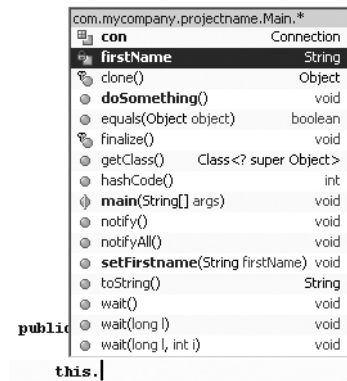 com.mycompany.projectname.Main.*
con Connection
firstName String
clone() Object
doSomething() void
equals(Object object) boolean
finalize() void
getClass() Class<? super Object>
hashCode() int
main(String[] args) void
notify() void
notifyAll() void
setFirstname(String firstName) void
toString() String
wait() void
wait(long l) void
wait(long l, int i) void
public
this.